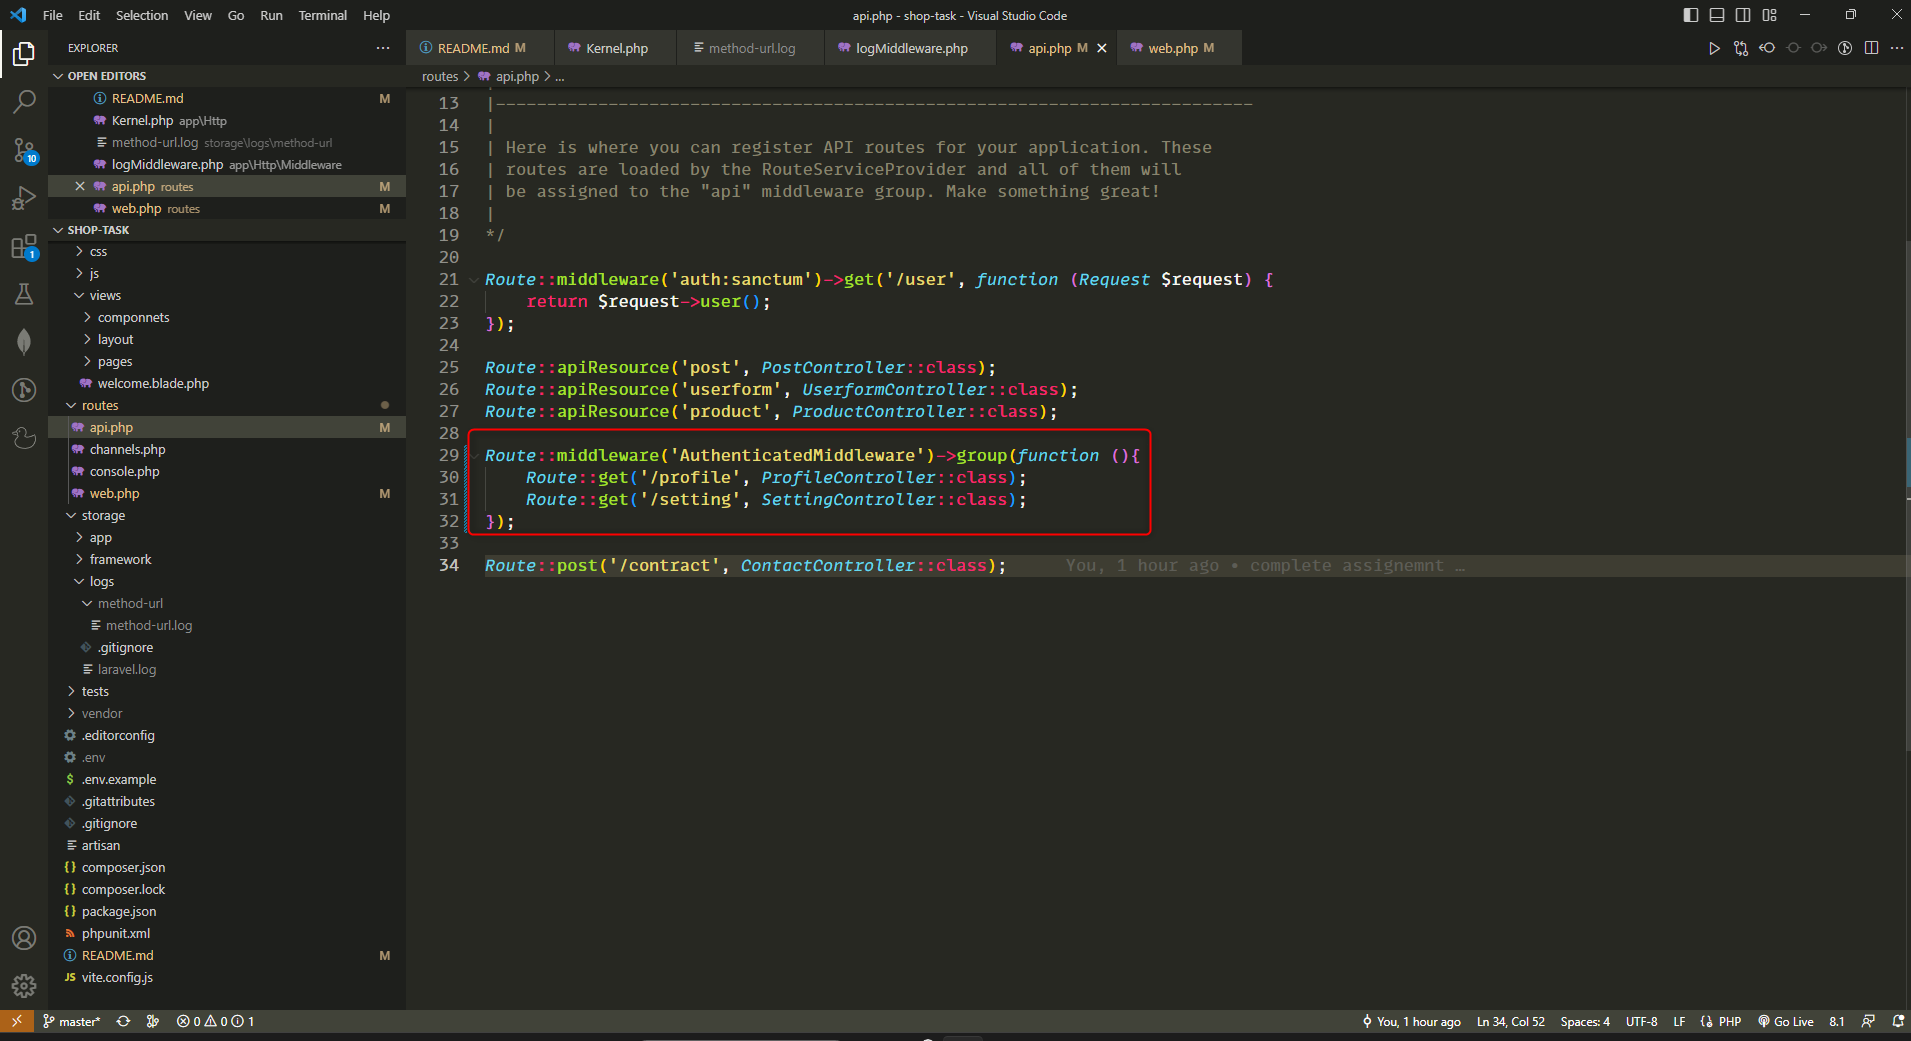 File Edit Selection View Go Run Terminal Help
api.php - shop-task - Visual Studio Code
EXPLORER
OPEN EDITORS
README.md M
Kernel.php app\Http
method-url.log storage\logs\method-url
logMiddleware.php app\Http\Middleware
api.php routes M
web.php routes M
SHOP-TASK
css
js
views
componnets
layout
pages
welcome.blade.php
routes
api.php M
channels.php
console.php
web.php M
storage
app
framework
logs
method-url
method-url.log
.gitignore
laravel.log
tests
vendor
.editorconfig
.env
.env.example
.gitattributes
.gitignore
artisan
composer.json
composer.lock
package.json
phpunit.xml
README.md M
JS vite.config.js
10
1
README.md M
Kernel.php
method-url.log
logMiddleware.php
api.php M
web.php M
routes > api.php > ...
13 |--------------------------------------------------------------------------
14 |
15 | Here is where you can register API routes for your application. These
16 | routes are loaded by the RouteServiceProvider and all of them will
17 | be assigned to the "api" middleware group. Make something great!
18 |
19 */
20
21 Route::middleware('auth:sanctum')->get('/user', function (Request $request) {
22 return $request->user();
23 });
24
25 Route::apiResource('post', PostController::class);
26 Route::apiResource('userform', UserformController::class);
27 Route::apiResource('product', ProductController::class);
28
29 Route::middleware('AuthenticatedMiddleware')->group(function (){
30 Route::get('/profile', ProfileController::class);
31 Route::get('/setting', SettingController::class);
32 });
33
34 Route::post('/contract', ContactController::class); You, 1 hour ago • complete assignemnt …
master* 0 0 1
You, 1 hour ago Ln 34, Col 52 Spaces: 4 UTF-8 LF PHP Go Live 8.1